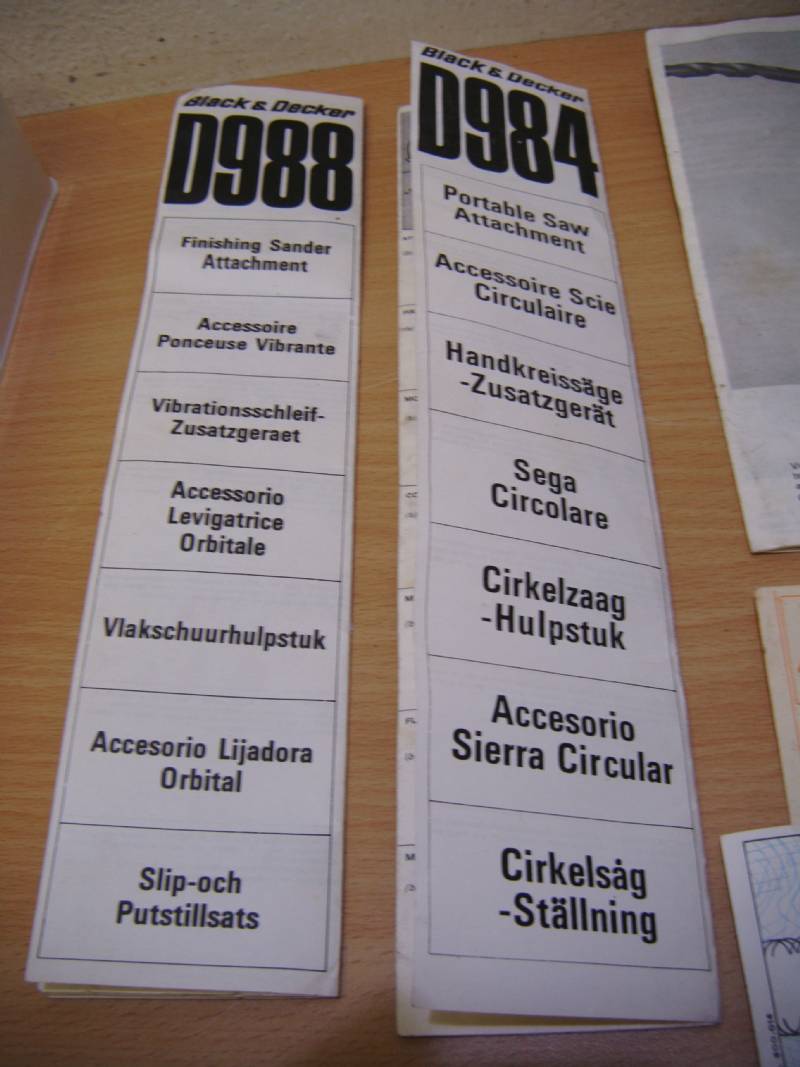 Black & Decker
D988
Finishing Sander
Attachment
Accessoire
Ponceuse Vibrante
Vibrationsschleif-
Zusatzgeraet
Accessorio
Levigatrice
Orbitale
Vlakschuurhulpstuk
Accesorio Lijadora
Orbital
Slip-och
Putstillsats
Black & Decker
D984
Portable Saw
Attachment
Accessoire Scie
Circulaire
Handkreissäge
-Zusatzgerät
Sega
Circolare
Cirkelzaag
-Hulpstuk
Accesorio
Sierra Circular
Cirkelsåg
-Ställning